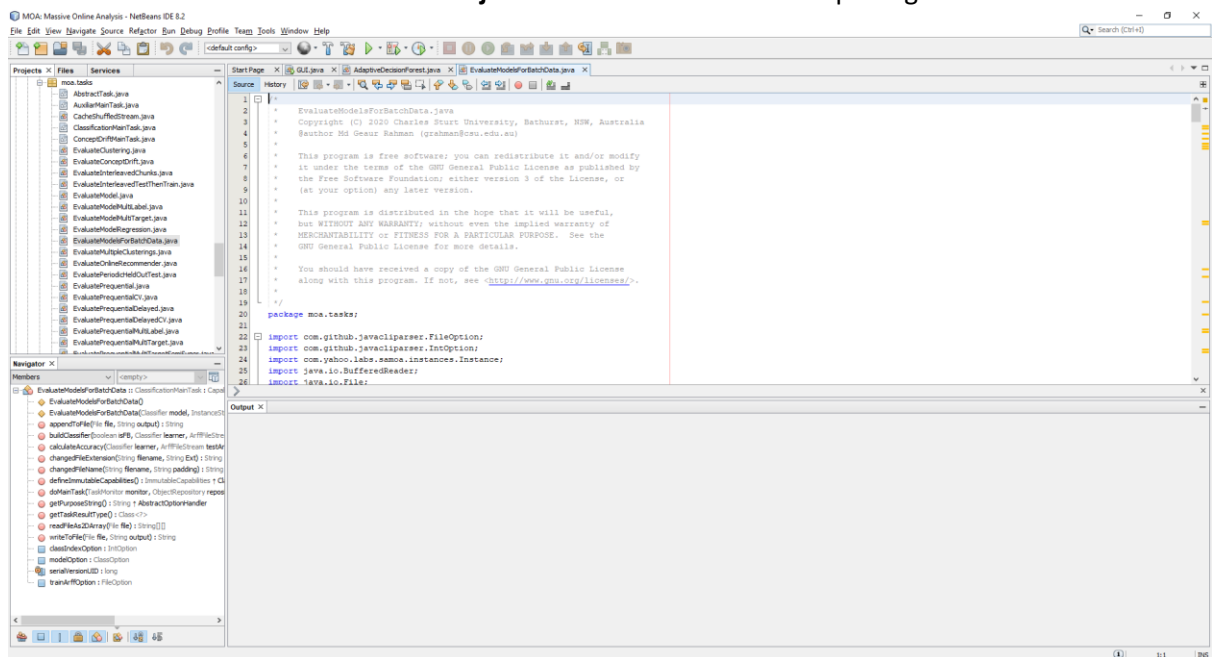 j
MOA: Massive Online Analysis - NetBeans IDE 8.2
File Edit View Navigate Source Refactor Run Debug Profile Team Tools Window Help
Search (Ctrl+I)
<default config>
Projects Files Services
Start Page GUI.java AdaptiveDecisionForest.java EvaluateModelsForBatchData.java
Source History
moa.tasks
AbstractTask.java
AuxiliarMainTask.java
CacheShuffledStream.java
ClassificationMainTask.java
ConceptDriftMainTask.java
EvaluateClustering.java
EvaluateConceptDrift.java
EvaluateInterleavedChunks.java
EvaluateInterleavedTestThenTrain.java
EvaluateModel.java
EvaluateModelMultiLabel.java
EvaluateModelMultiTarget.java
EvaluateModelRegression.java
EvaluateModelsForBatchData.java
EvaluateMultipleClusterings.java
EvaluateOnlineRecommender.java
EvaluatePeriodicHeldOutTest.java
EvaluatePrequential.java
EvaluatePrequentialCV.java
EvaluatePrequentialDelayed.java
EvaluatePrequentialDelayedCV.java
EvaluatePrequentialMultiLabel.java
EvaluatePrequentialMultiTarget.java
1 /*
2 * EvaluateModelsForBatchData.java
3 * Copyright (C) 2020 Charles Sturt University, Bathurst, NSW, Australia
4 * @author Md Geaur Rahman (grahman@csu.edu.au)
5 *
6 * This program is free software; you can redistribute it and/or modify
7 * it under the terms of the GNU General Public License as published by
8 * the Free Software Foundation; either version 3 of the License, or
9 * (at your option) any later version.
10 *
11 * This program is distributed in the hope that it will be useful,
12 * but WITHOUT ANY WARRANTY; without even the implied warranty of
13 * MERCHANTABILITY or FITNESS FOR A PARTICULAR PURPOSE. See the
14 * GNU General Public License for more details.
15 *
16 * You should have received a copy of the GNU General Public License
17 * along with this program. If not, see <http://www.gnu.org/licenses/>.
18 *
19 */
20 package moa.tasks;
21
22 import com.github.javacliparser.FileOption;
23 import com.github.javacliparser.IntOption;
24 import com.yahoo.labs.samoa.instances.Instance;
25 import java.io.BufferedReader;
26 import java.io.File;
Navigator
Members <empty>
EvaluateModelsForBatchData :: ClassificationMainTask : Capal
EvaluateModelsForBatchData()
EvaluateModelsForBatchData(Classifier model, InstanceSt
appendToFile(File file, String output) : String
buildClassifier(boolean isFB, Classifier learner, ArffFileStre
calculateAccuracy(Classifier learner, ArffFileStream testAr
changedFileExtension(String filename, String Ext) : String
changedFileName(String filename, String padding) : String
defineImmutableCapabilities() : ImmutableCapabilities ↑ Cl
doMainTask(TaskMonitor monitor, ObjectRepository repos
getPurposeString() : String ↑ AbstractOptionHandler
getTaskResultType() : Class<?>
readFileAs2DArray(File file) : String[][]
writeToFile(File file, String output) : String
classIndexOption : IntOption
modelOption : ClassOption
serialVersionUID : long
trainArffOption : FileOption
Output
1:1 INS